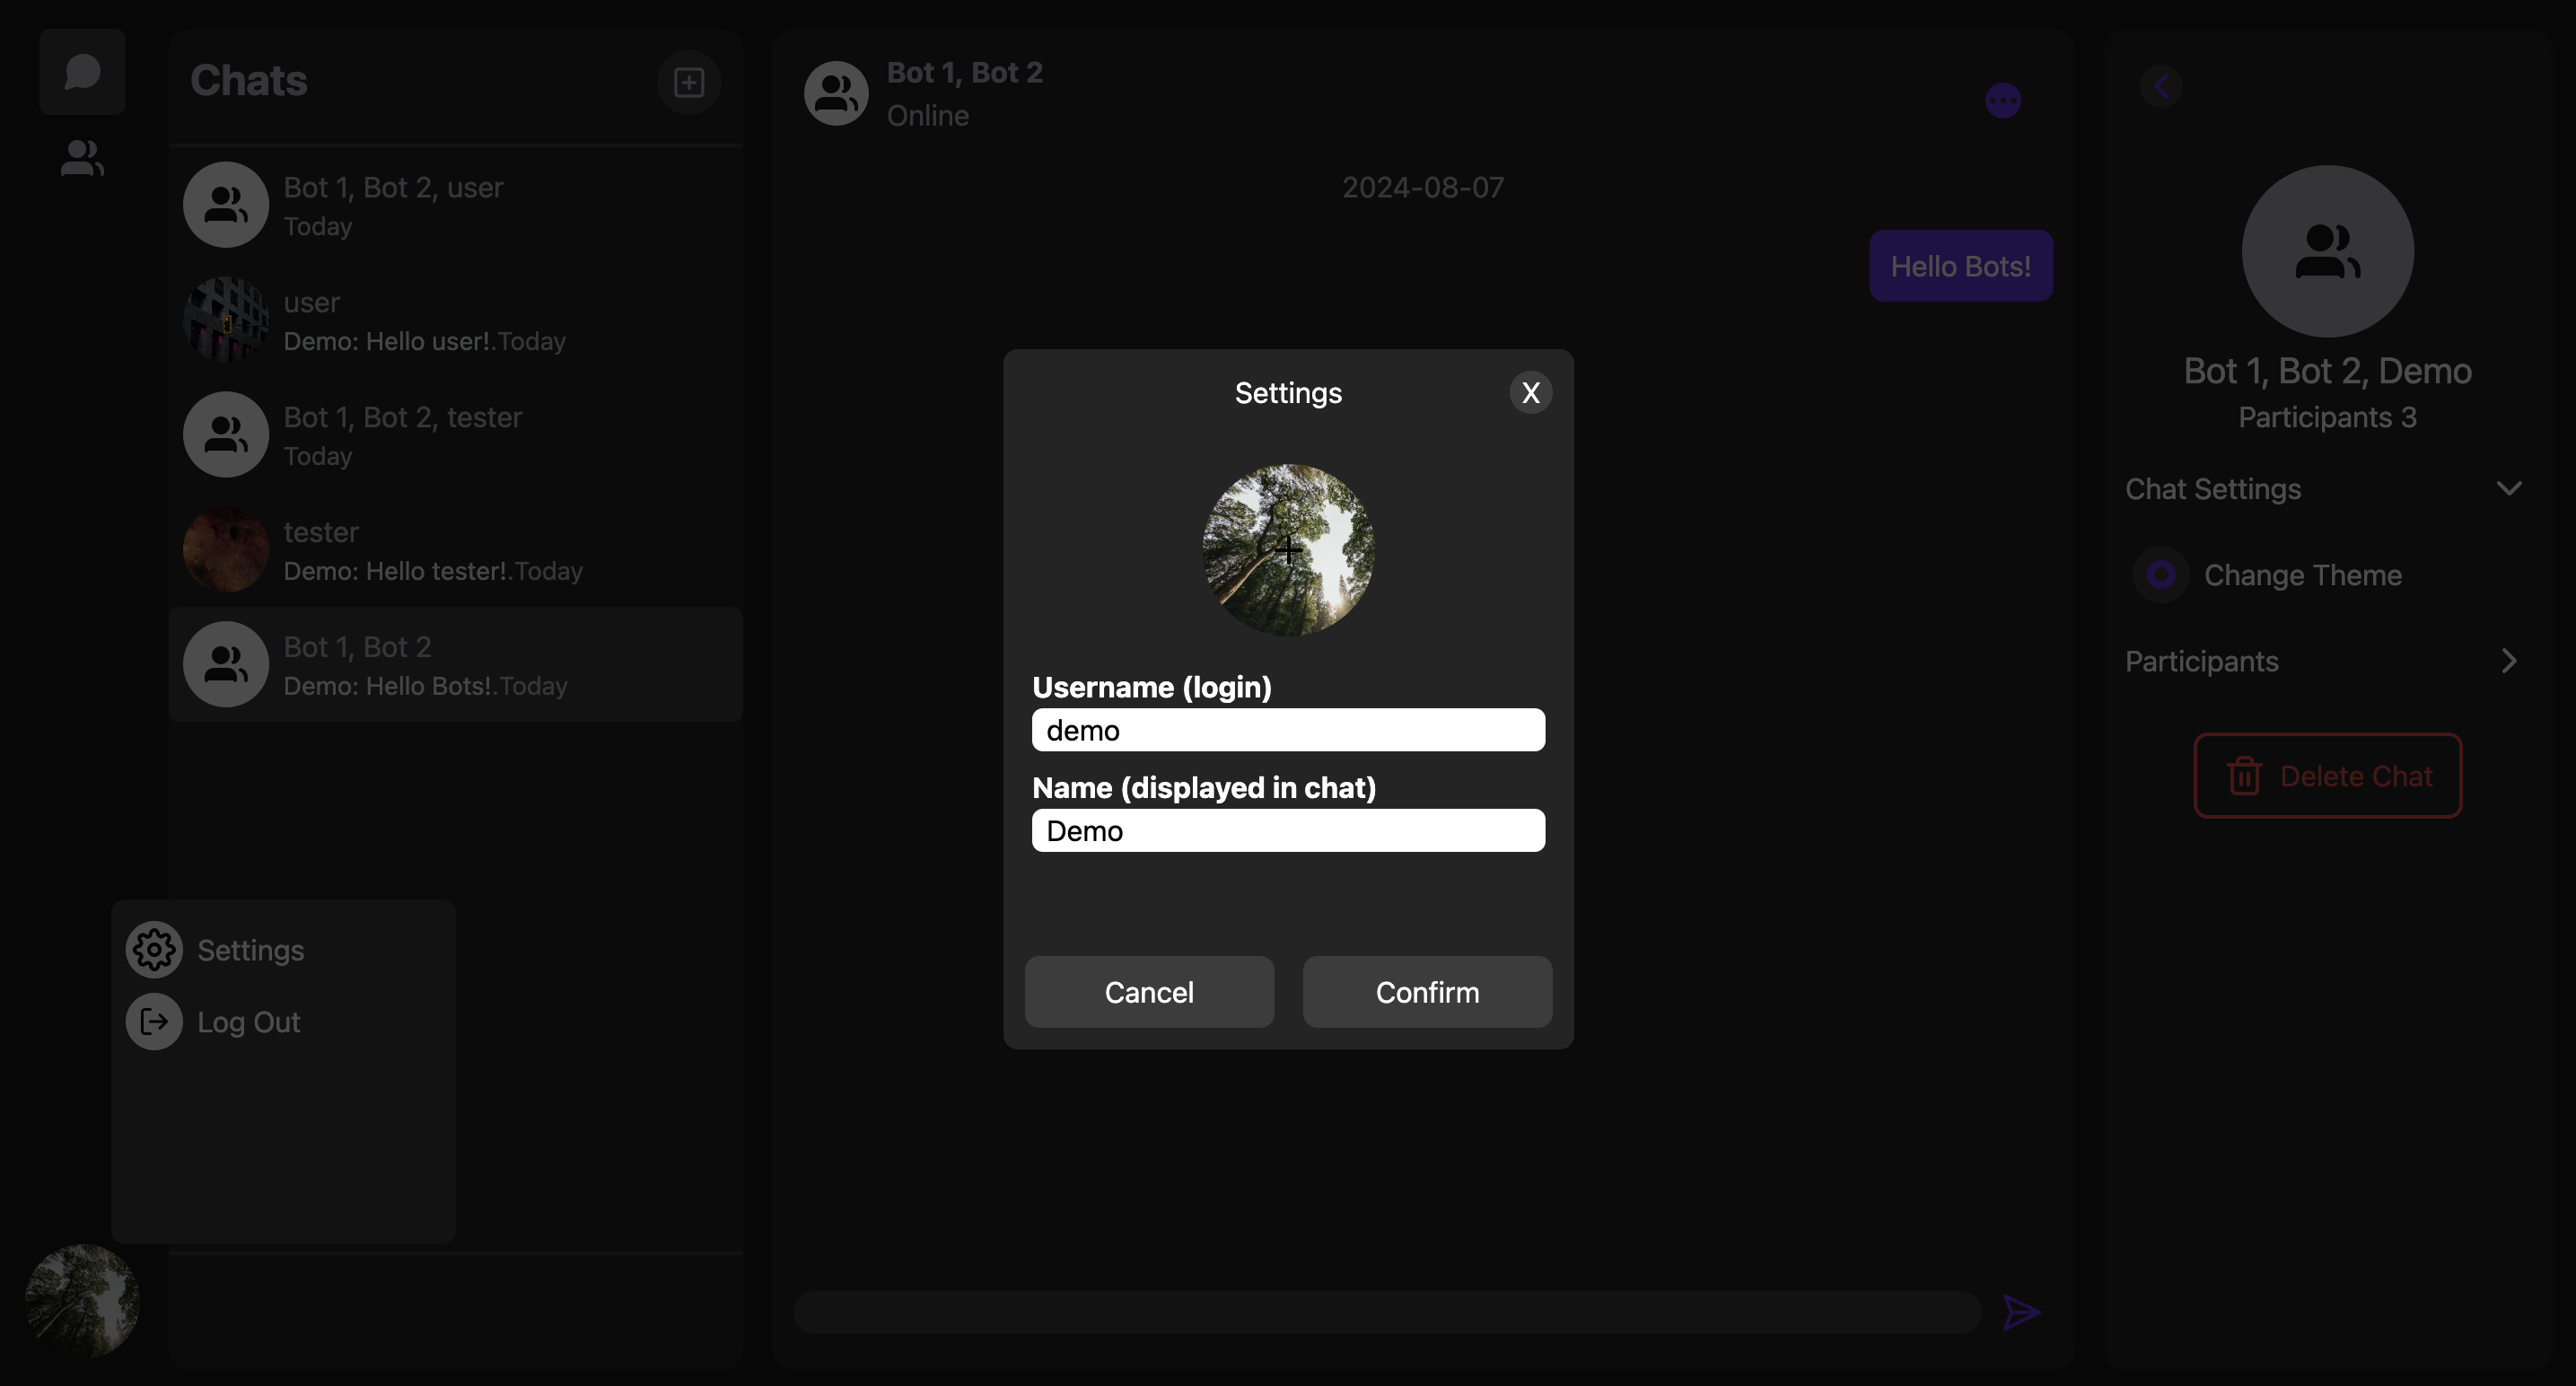 Chats
Bot 1, Bot 2, user
Today
user
Demo: Hello user!.Today
Bot 1, Bot 2, tester
Today
tester
Demo: Hello tester!.Today
Bot 1, Bot 2
Demo: Hello Bots!.Today
Settings
Log Out
Bot 1, Bot 2
Online
2024-08-07
Hello Bots!
Settings
X
Username (login)
demo
Name (displayed in chat)
Demo
Cancel
Confirm
Bot 1, Bot 2, Demo
Participants 3
Chat Settings
Change Theme
Participants
Delete Chat